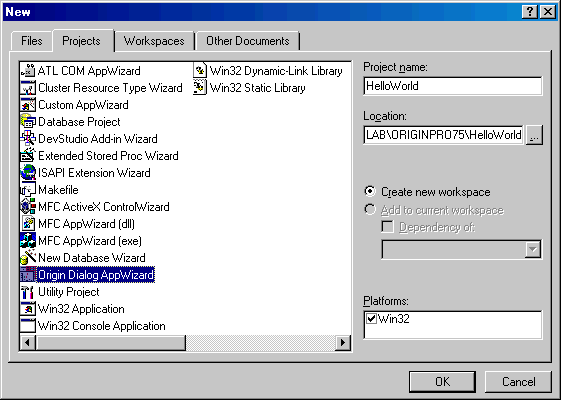 New
Files
Projects
Workspaces
Other Documents
ATL COM AppWizard
Cluster Resource Type Wizard
Custom AppWizard
Database Project
DevStudio Add-in Wizard
Extended Stored Proc Wizard
ISAPI Extension Wizard
Makefile
MFC ActiveX ControlWizard
MFC AppWizard (dll)
MFC AppWizard (exe)
New Database Wizard
Origin Dialog AppWizard
Utility Project
Win32 Application
Win32 Console Application
Win32 Dynamic-Link Library
Win32 Static Library
Project name:
HelloWorld
Location:
LAB\ORIGINPRO75\HelloWorld
...
Create new workspace
Add to current workspace
Dependency of:
Platforms:
Win32
OK
Cancel